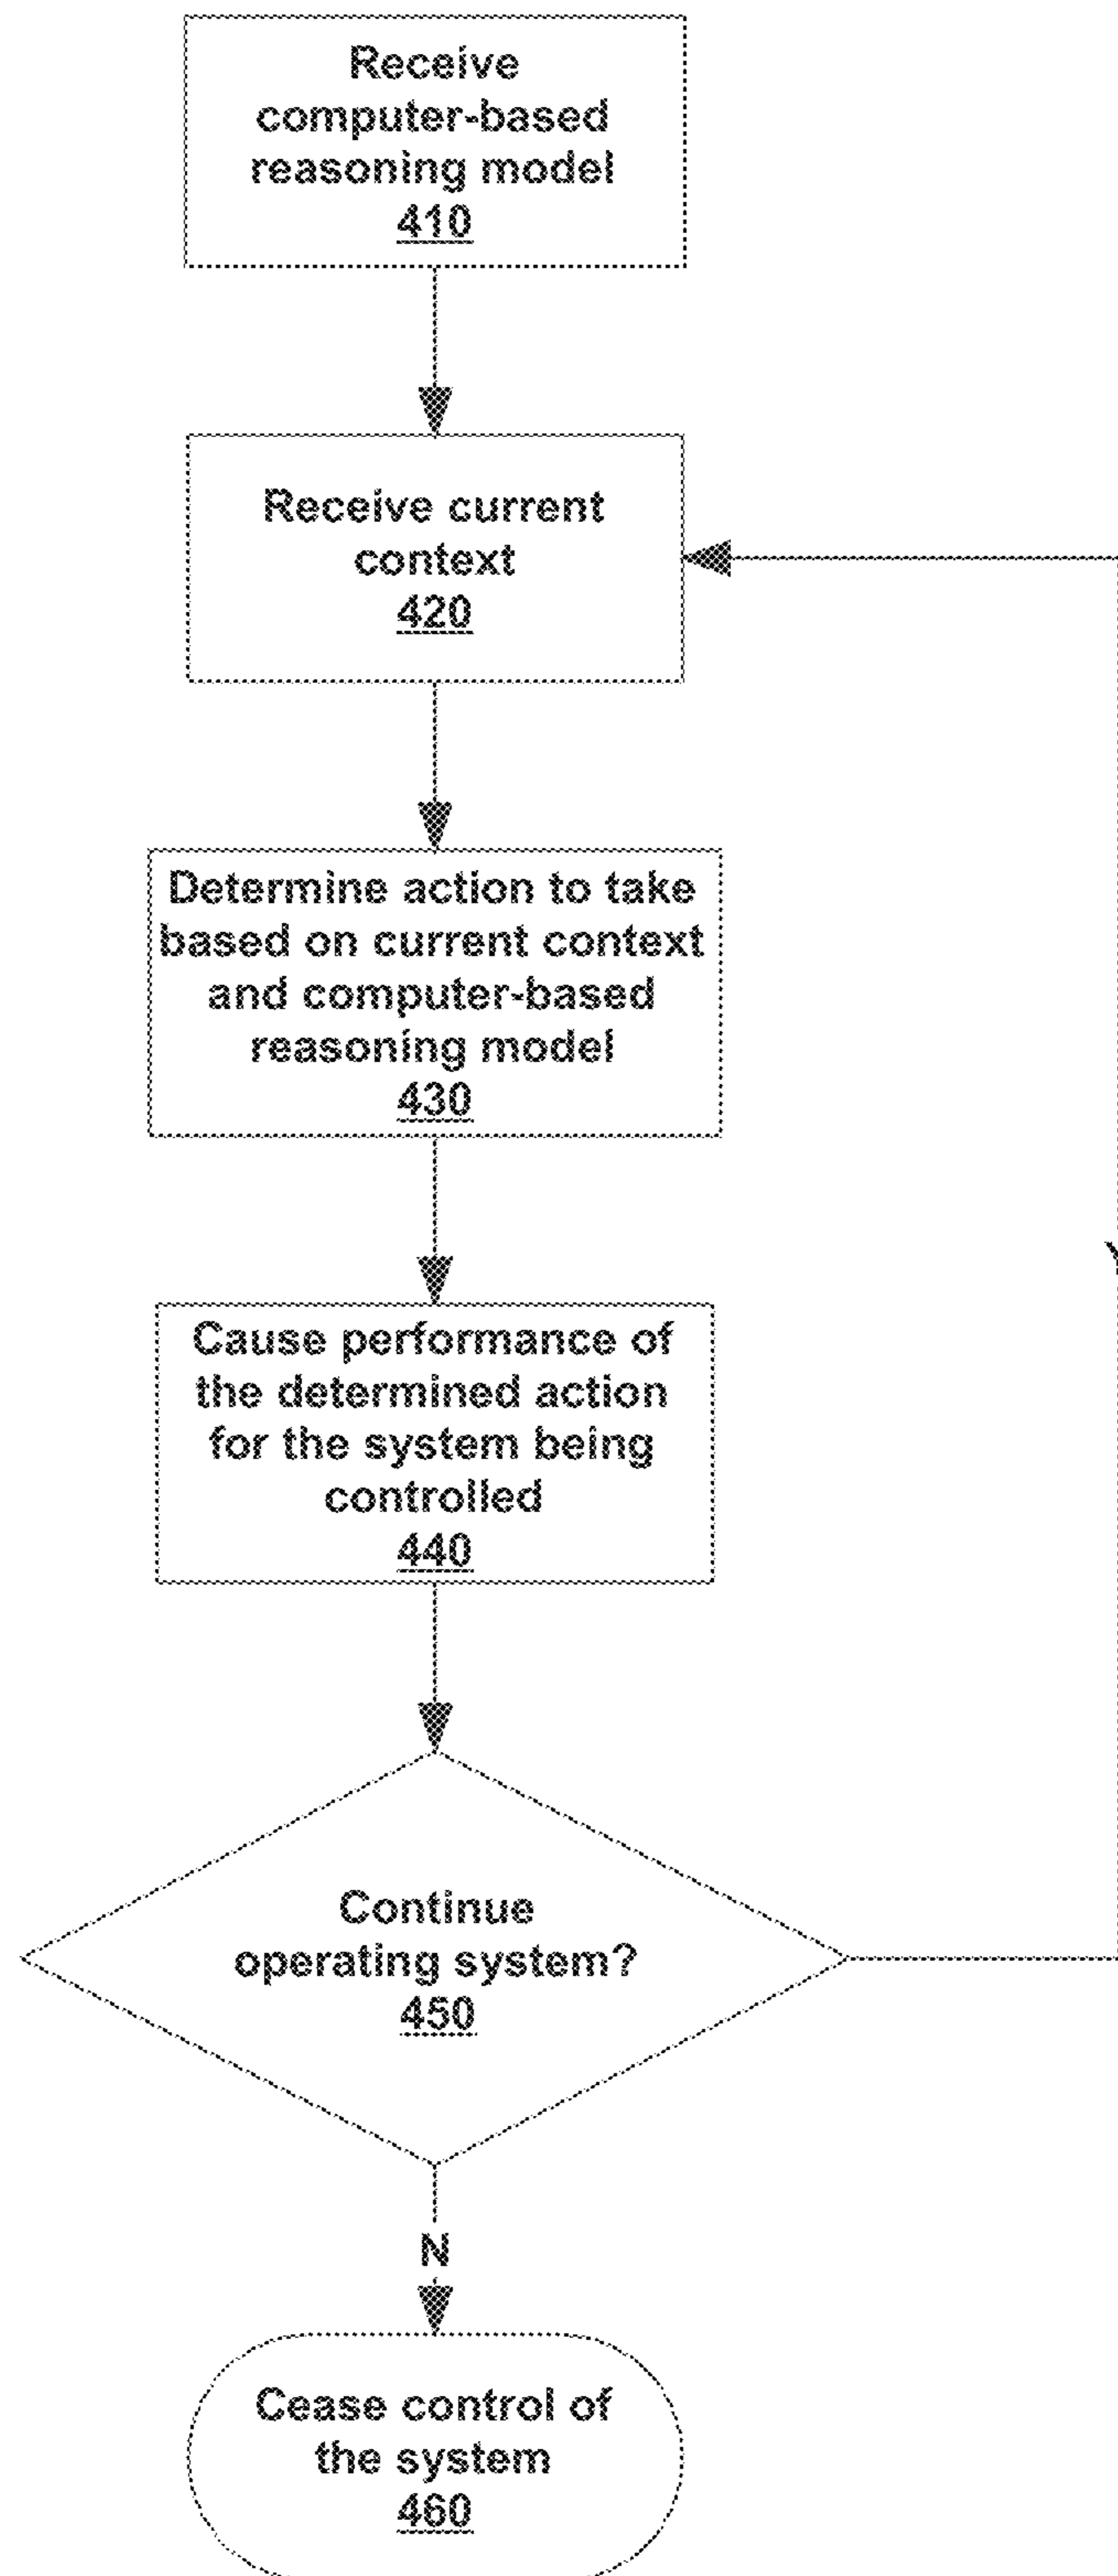 Receive
computer-based
reasoning model
410
Receive current
context
420
Determine action to take
based on current context
and computer-based
reasoning model
430
Cause performance of
the determined action
for the system being
controlled
440
Continue
operating system?
450
N
Cease control of
the system
460